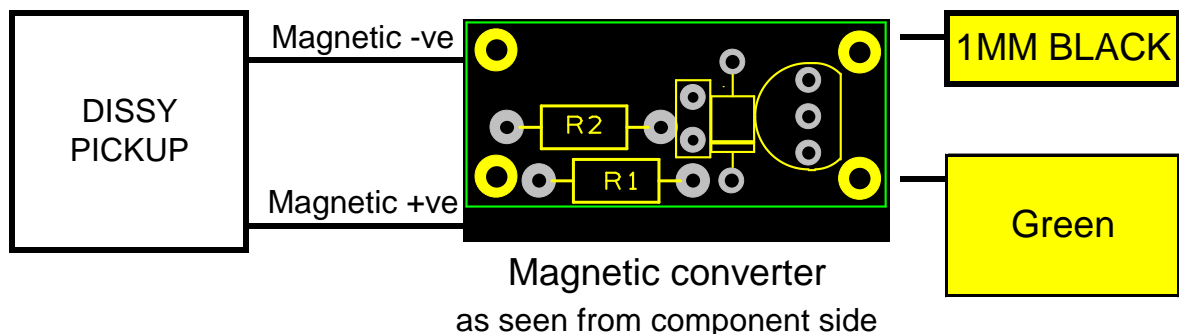 DISSY
PICKUP
Magnetic -ve
Magnetic +ve
R2
R1
1MM BLACK
Green
Magnetic converter
as seen from component side